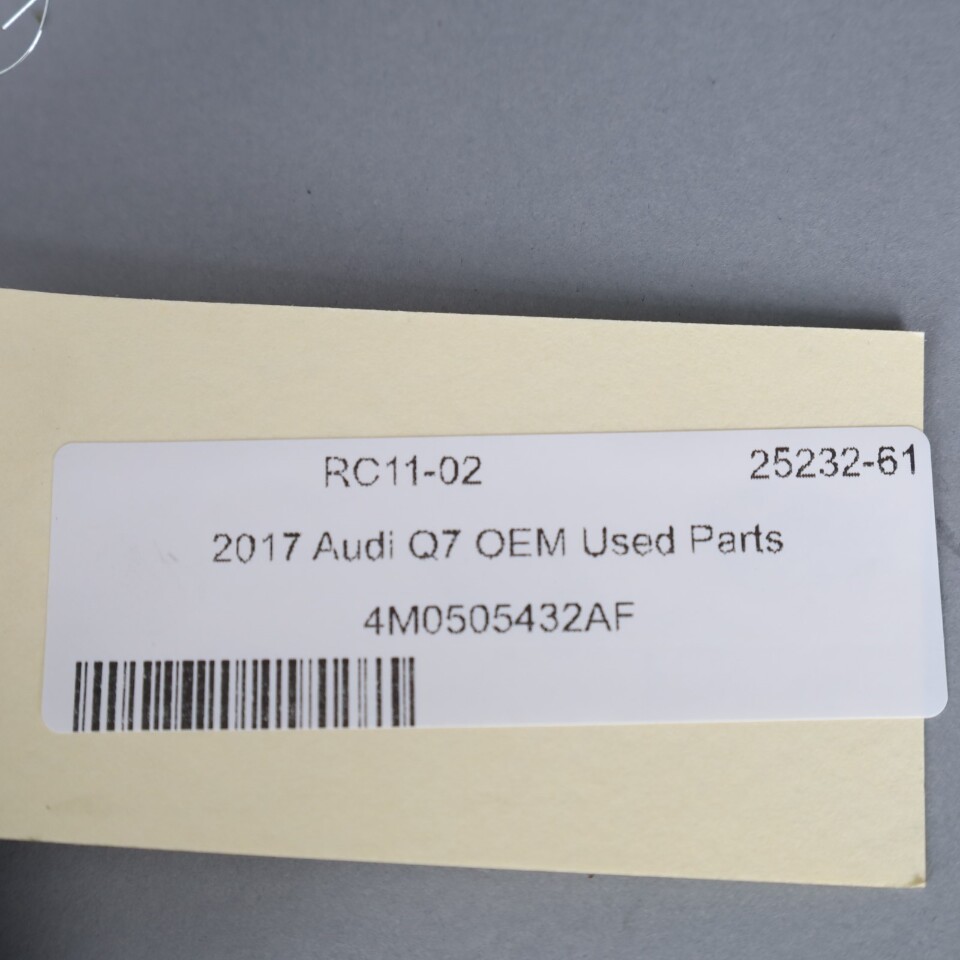 RC11-02 25232-61
2017 Audi Q7 OEM Used Parts
4M0505432AF